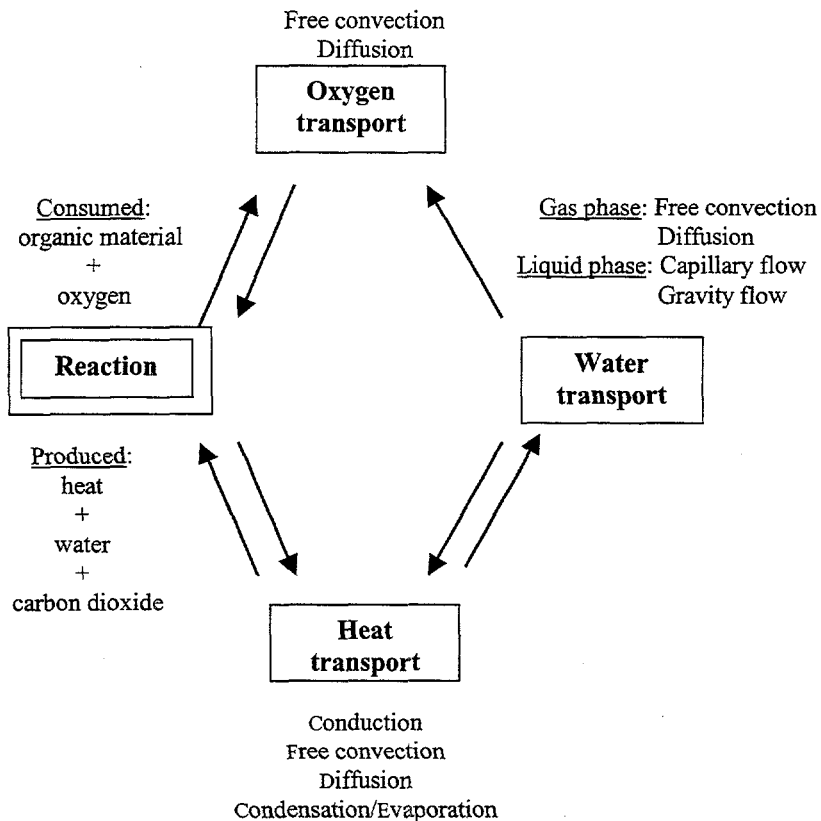 Free convection
Diffusion
Oxygen
transport
Consumed:
organic material
+
oxygen
Gas phase: Free convection
Diffusion
Liquid phase: Capillary flow
Gravity flow
Reaction
Water
transport
Produced:
heat
+
water
+
carbon dioxide
Heat
transport
Conduction
Free convection
Diffusion
Condensation/Evaporation